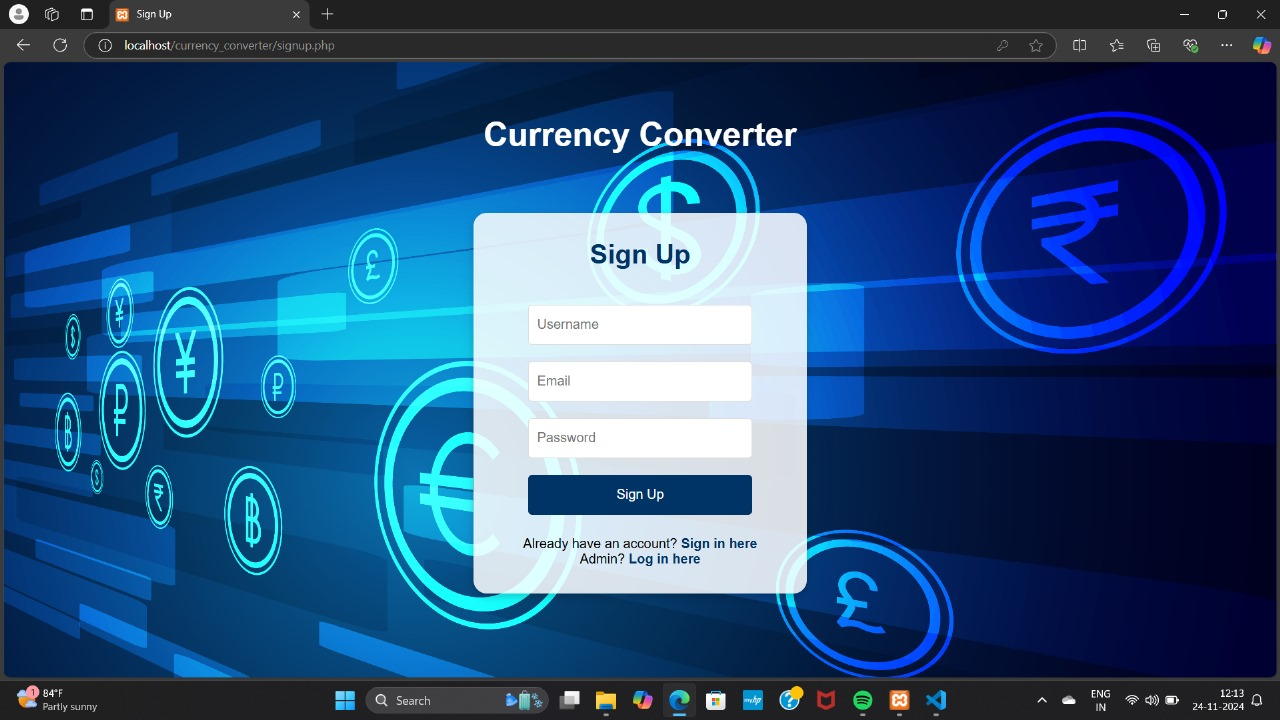 Sign Up
localhost/currency_converter/signup.php
Currency Converter
Sign Up
Username
Email
Password
Sign Up
Already have an account? Sign in here
Admin? Log in here
1
84°F
Partly sunny
Search
ENG
IN
12:13
24-11-2024